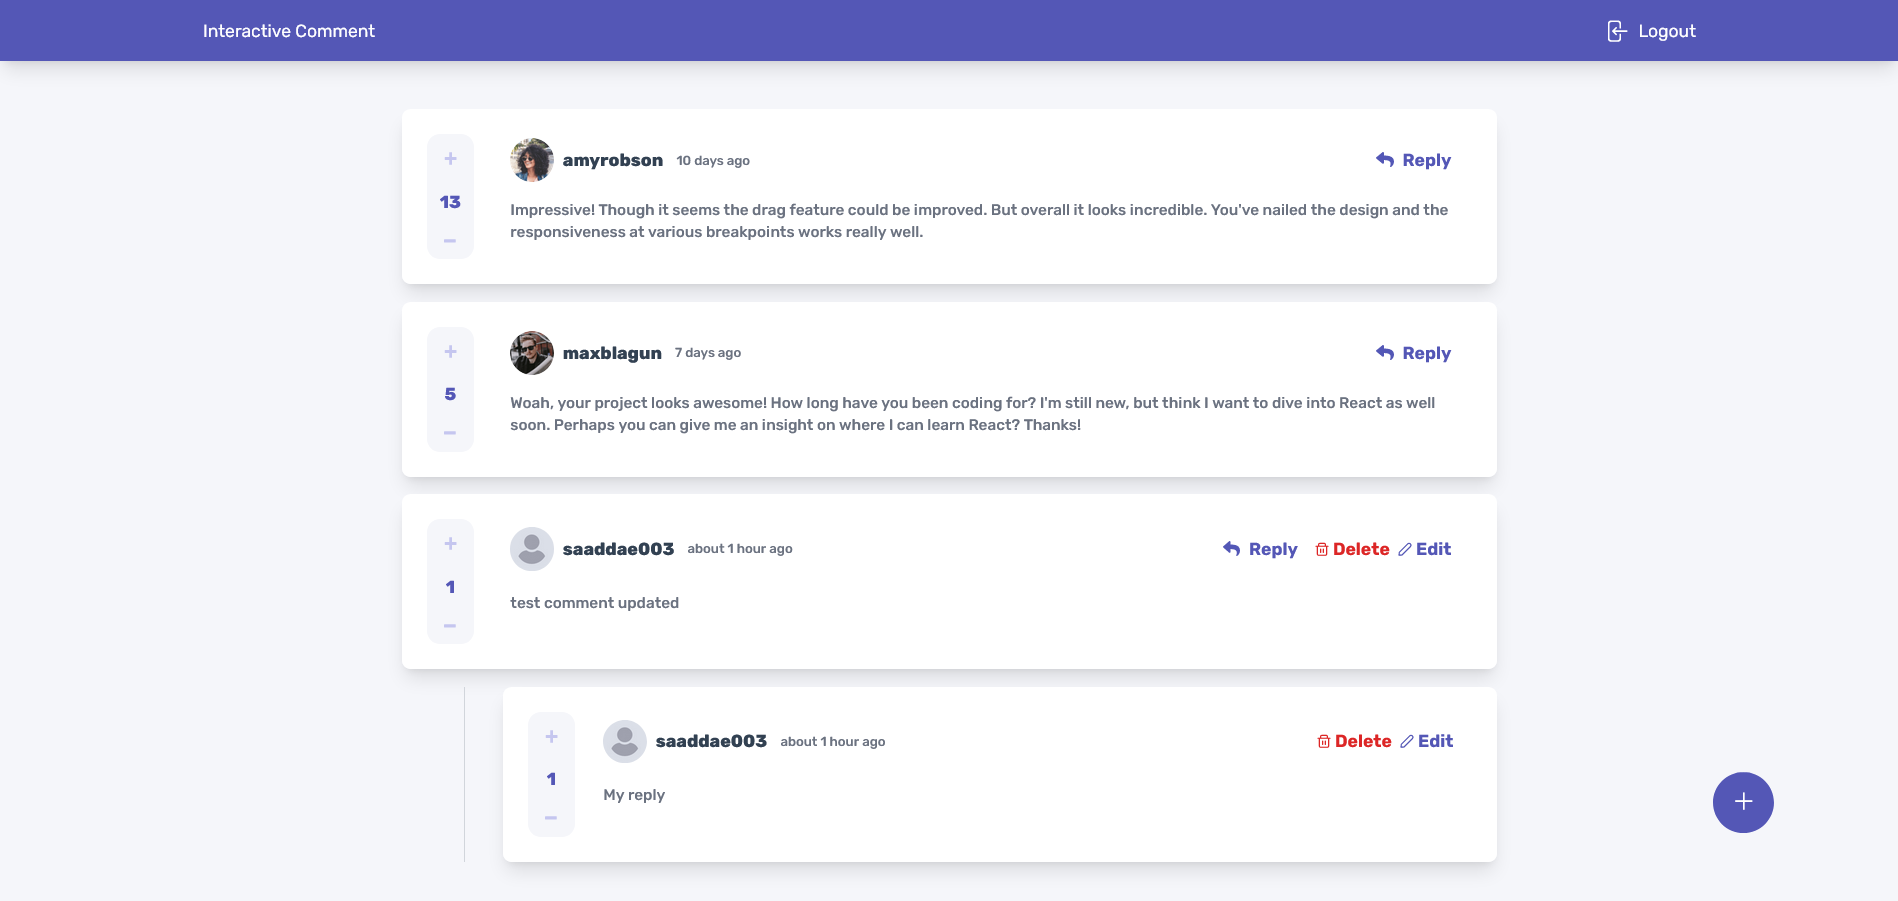 Interactive Comment
Logout
+
13
−
amyrobson 10 days ago
Reply
Impressive! Though it seems the drag feature could be improved. But overall it looks incredible. You've nailed the design and the
responsiveness at various breakpoints works really well.
+
5
−
maxblagun 7 days ago
Reply
Woah, your project looks awesome! How long have you been coding for? I'm still new, but think I want to dive into React as well
soon. Perhaps you can give me an insight on where I can learn React? Thanks!
+
1
−
saaddae003 about 1 hour ago
Reply Delete Edit
test comment updated
+
1
−
saaddae003 about 1 hour ago
Delete Edit
My reply
+